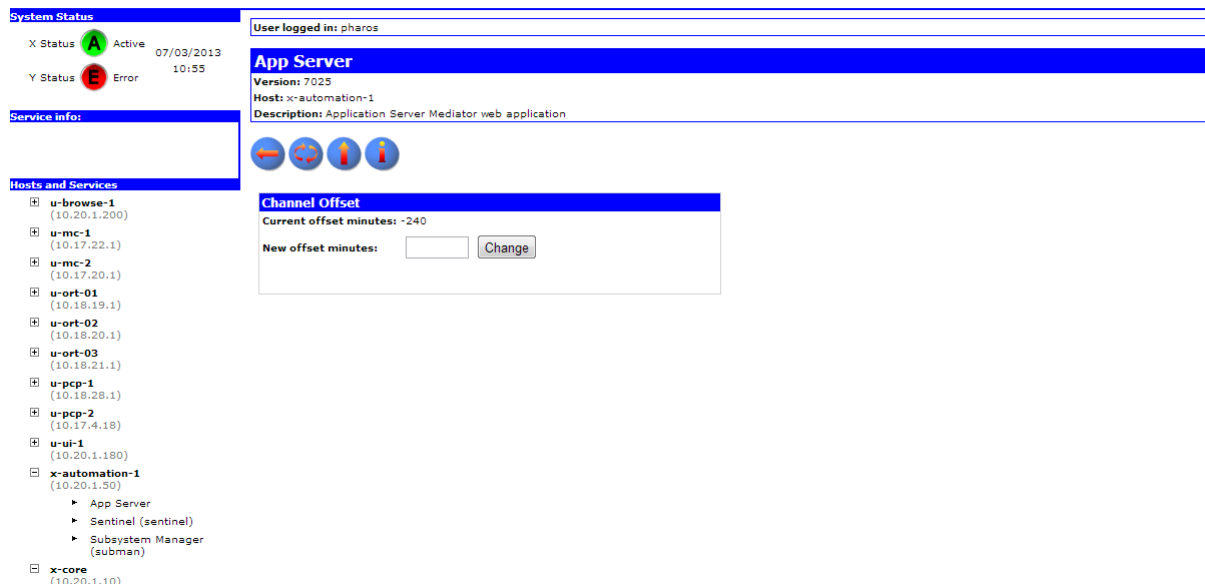 System Status
X Status A Active
07/03/2013
10:55
Y Status E Error
Service info:
Hosts and Services
u-browse-1
(10.20.1.200)
u-mc-1
(10.17.22.1)
u-mc-2
(10.17.20.1)
u-ort-01
(10.18.19.1)
u-ort-02
(10.18.20.1)
u-ort-03
(10.18.21.1)
u-pcp-1
(10.18.28.1)
u-pcp-2
(10.17.4.18)
u-ui-1
(10.20.1.180)
x-automation-1
(10.20.1.50)
App Server
Sentinel (sentinel)
Subsystem Manager
(subman)
x-core
(10.20.1.10)
User logged in: pharos
App Server
Version: 7025
Host: x-automation-1
Description: Application Server Mediator web application
i
Channel Offset
Current offset minutes: -240
New offset minutes: Change